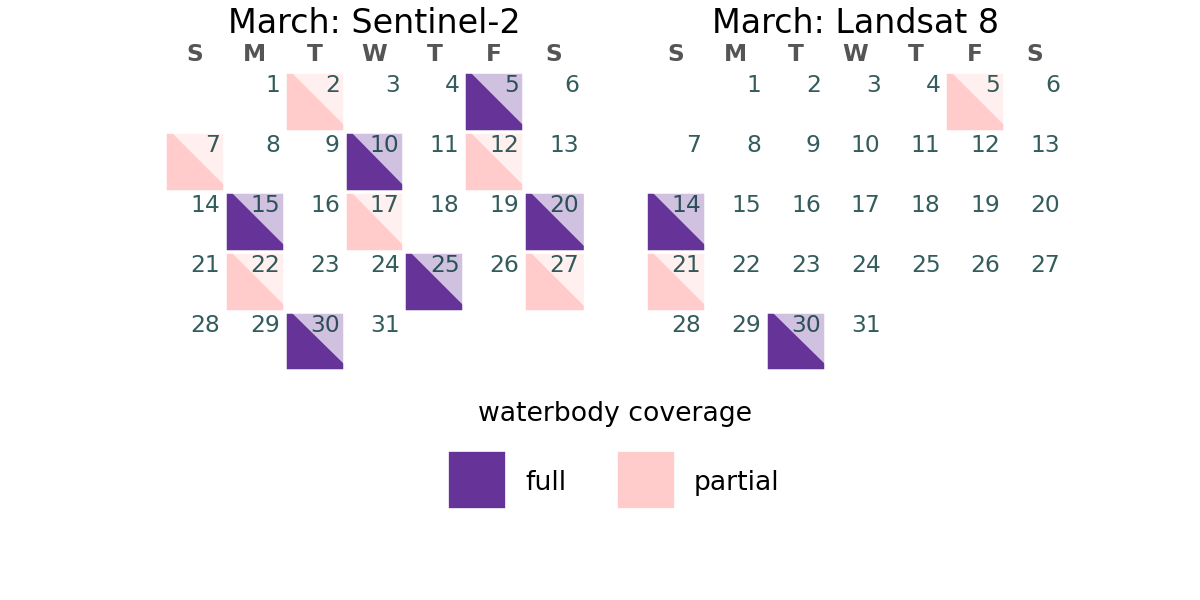 March: Sentinel-2
S M T W T F S
1 2 3 4 5 6
7 8 9 10 11 12 13
14 15 16 17 18 19 20
21 22 23 24 25 26 27
28 29 30 31
March: Landsat 8
S M T W T F S
1 2 3 4 5 6
7 8 9 10 11 12 13
14 15 16 17 18 19 20
21 22 23 24 25 26 27
28 29 30 31
waterbody coverage
full
partial